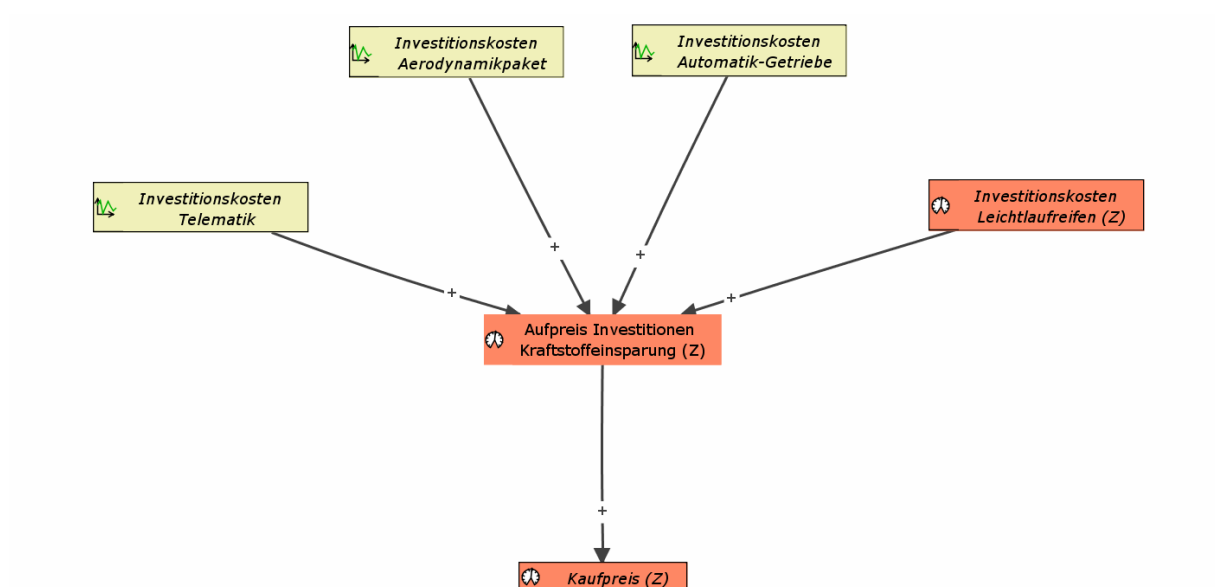 Investitionskosten
Aerodynamikpaket
Investitionskosten
Automatik-Getriebe
Investitionskosten
Telematik
Investitionskosten
Leichtlaufreifen (Z)
+
+
+
+
Aufpreis Investitionen
Kraftstoffeinsparung (Z)
+
Kaufpreis (Z)